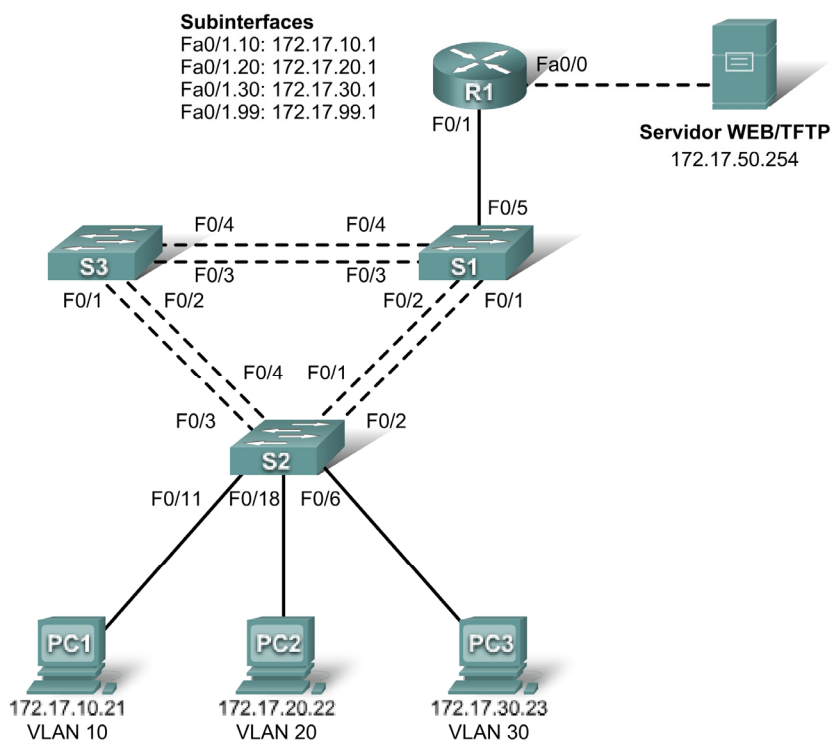 Subinterfaces
Fa0/1.10: 172.17.10.1
Fa0/1.20: 172.17.20.1
Fa0/1.30: 172.17.30.1
Fa0/1.99: 172.17.99.1
R1
Fa0/0
F0/1
Servidor WEB/TFTP
172.17.50.254
F0/5
F0/4
F0/4
S3
S1
F0/3
F0/3
F0/1
F0/2
F0/2
F0/1
F0/4
F0/1
F0/3
F0/2
S2
F0/11
F0/18
F0/6
PC1
PC2
PC3
172.17.10.21
172.17.20.22
172.17.30.23
VLAN 10
VLAN 20
VLAN 30